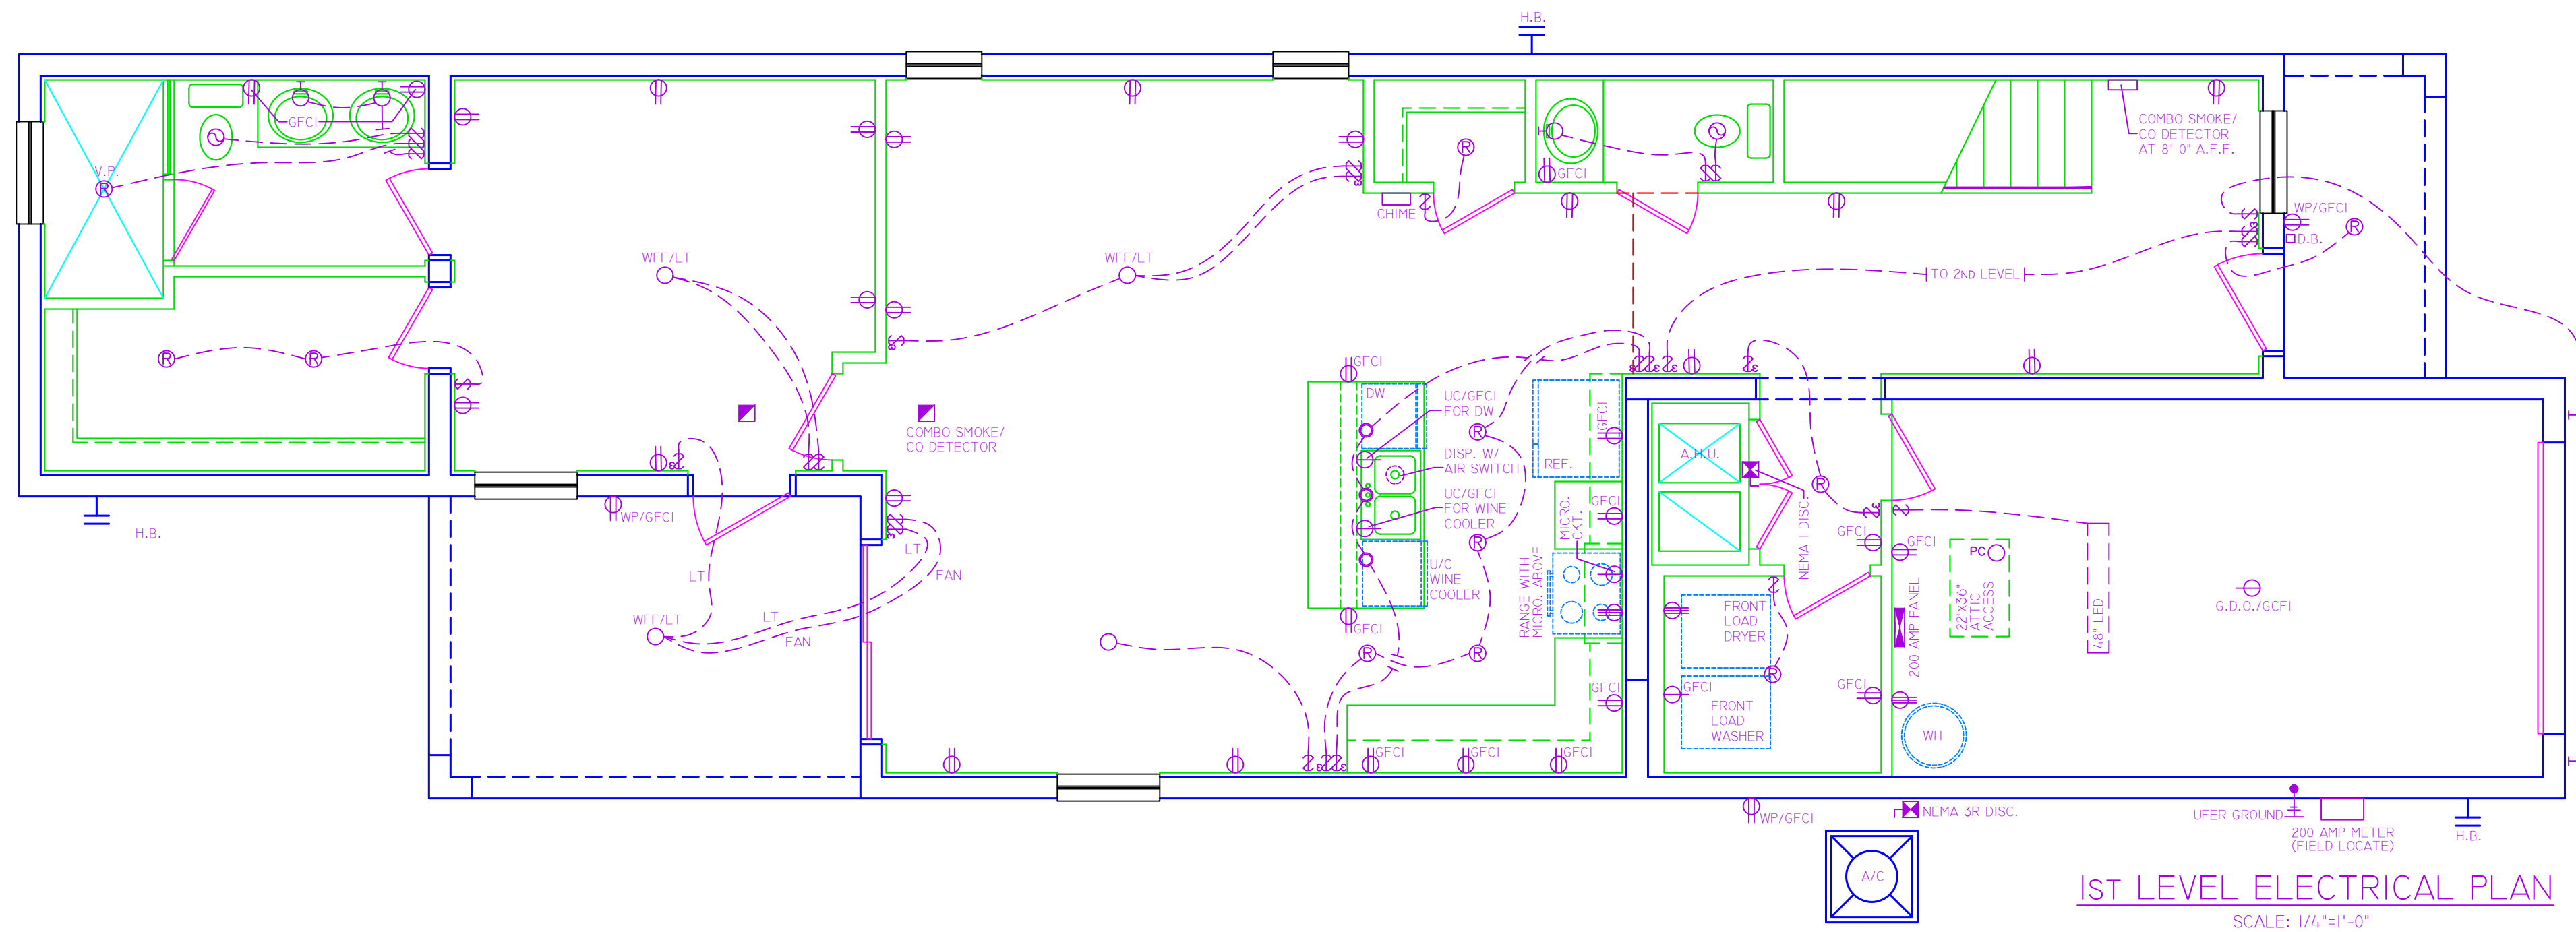 H.B.
GFCI
V.P.
COMBO SMOKE/
CO DETECTOR
AT 8'-0" A.F.F.
GFCI
CHIME
WP/GFCI
D.B.
WFF/LT
WFF/LT
TO 2ND LEVEL
GFCI
DW
UC/GFCI
FOR DW
GFCI
COMBO SMOKE/
CO DETECTOR
DISP. W/
AIR SWITCH
REF.
A.H.U.
UC/GFCI
FOR WINE
COOLER
MICRO.
CKT.
GFCI
NEMA 1 DISC.
WP/GFCI
H.B.
LT
FAN
LT
GFCI
GFCI
PC
22"x36"
ATTIC
ACCESS
U/C
WINE
COOLER
RANGE WITH
MICRO. ABOVE
FRONT
LOAD
DRYER
200 AMP PANEL
48" LED
G.D.O./GCFI
WFF/LT
LT
FAN
GFCI
GFCI
GFCI
GFCI
FRONT
LOAD
WASHER
WH
GFCI
GFCI
GFCI
WP/GFCI
NEMA 3R DISC.
UFER GROUND
200 AMP METER
(FIELD LOCATE)
H.B.
A/C
1ST LEVEL ELECTRICAL PLAN
SCALE: 1/4"=1'-0"